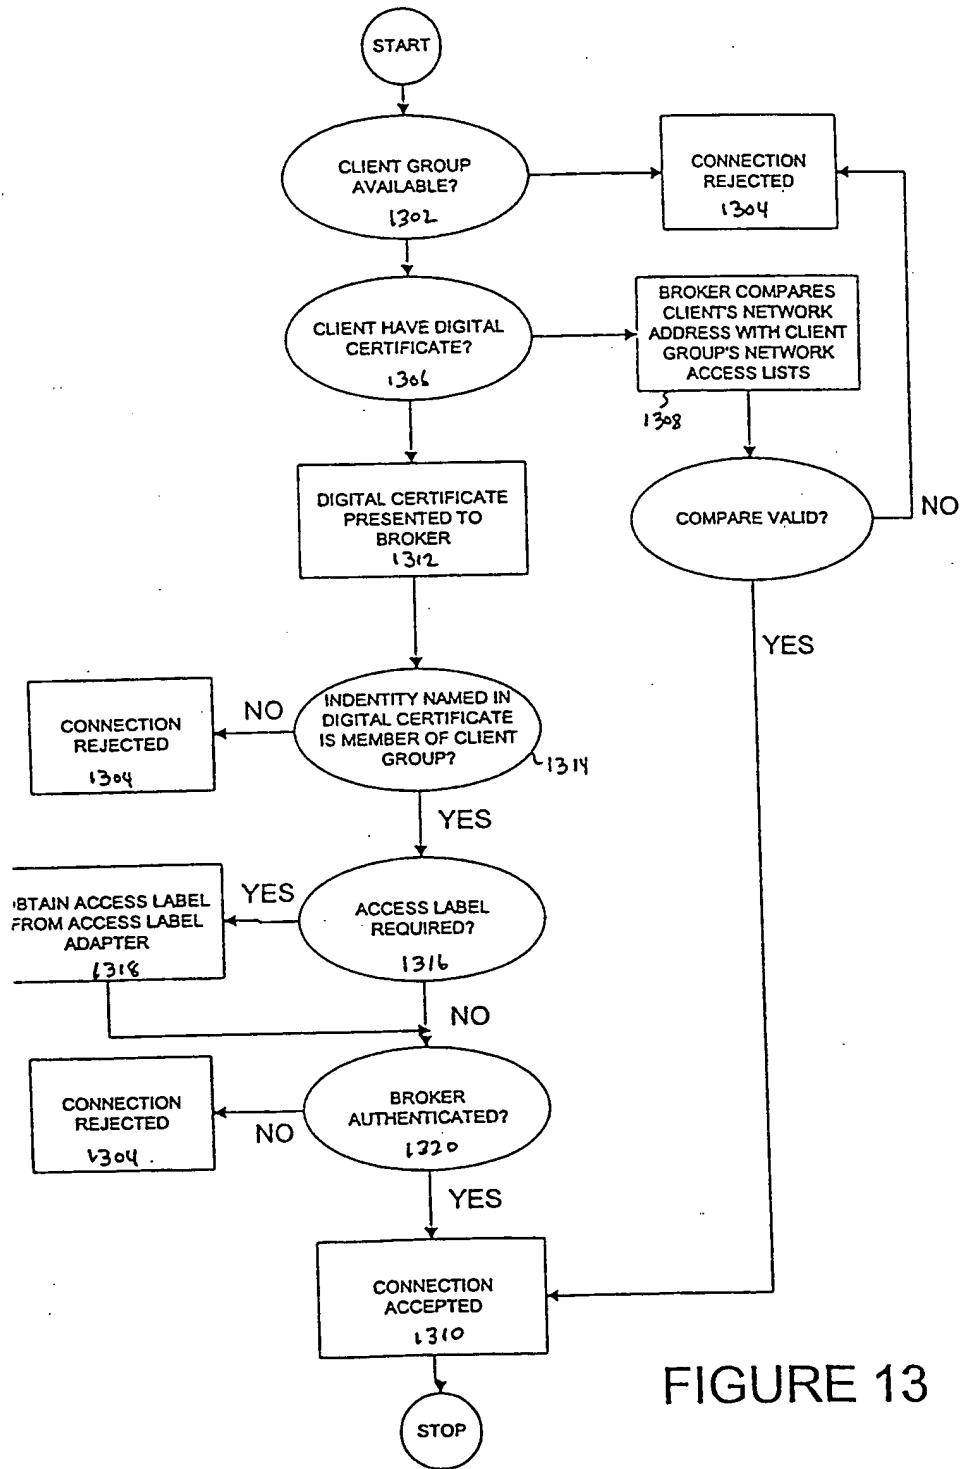 START
CLIENT GROUP
AVAILABLE?
1302
CONNECTION
REJECTED
1304
CLIENT HAVE DIGITAL
CERTIFICATE?
1306
BROKER COMPARES
CLIENT'S NETWORK
ADDRESS WITH CLIENT
GROUP'S NETWORK
ACCESS LISTS
1308
DIGITAL CERTIFICATE
PRESENTED TO
BROKER
1312
COMPARE VALID?
NO
YES
INDENTITY NAMED IN
DIGITAL CERTIFICATE
IS MEMBER OF CLIENT
GROUP?
1314
NO
CONNECTION
REJECTED
1304
YES
ACCESS LABEL
REQUIRED?
1316
YES
BTAIN ACCESS LABEL
FROM ACCESS LABEL
ADAPTER
1318
NO
BROKER
AUTHENTICATED?
1320
NO
CONNECTION
REJECTED
1304
YES
CONNECTION
ACCEPTED
1310
STOP
FIGURE 13